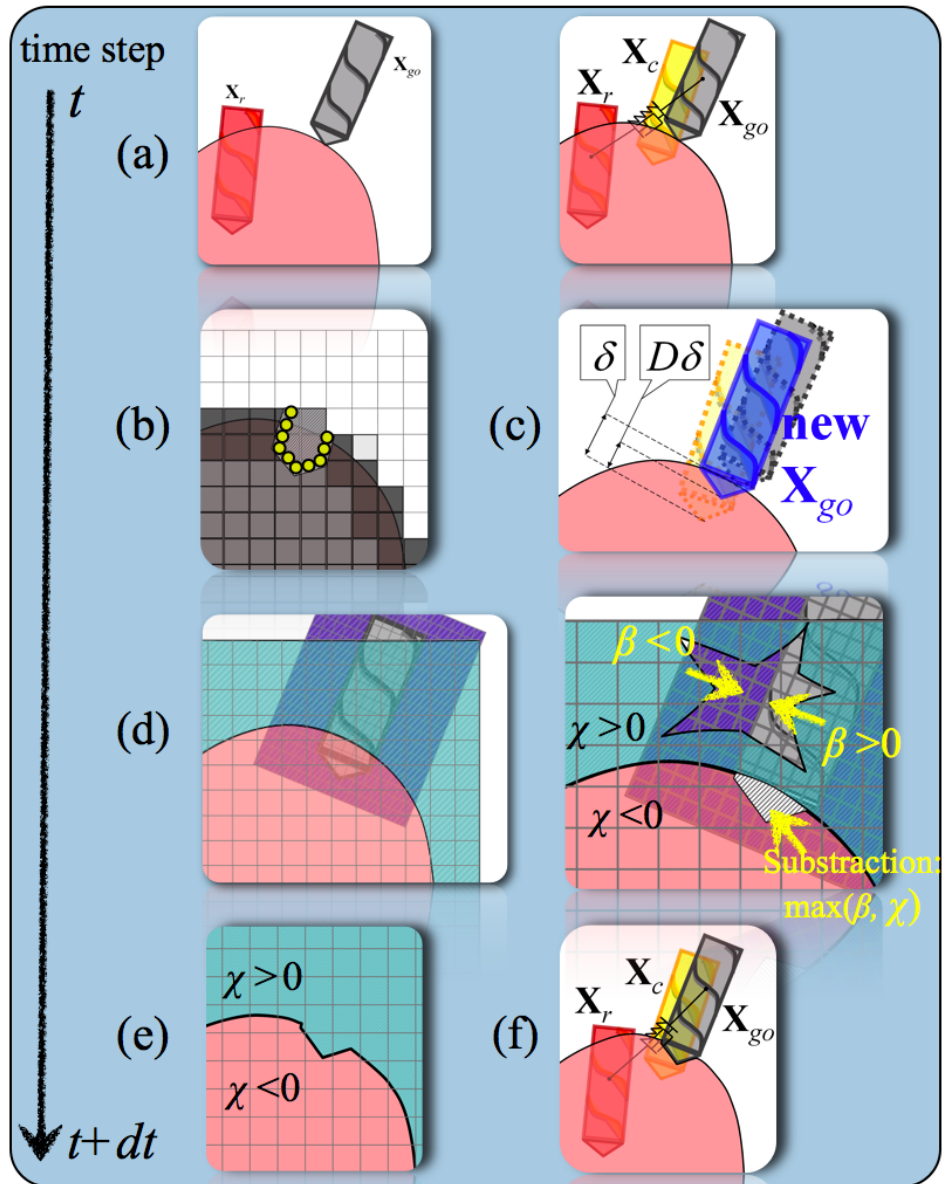 time step
t
(a)
X_r
X_go
X_c
X_r
X_go
(b)
(c)
δ
Dδ
new
X_go
(d)
β < 0
χ > 0
β > 0
χ < 0
Substraction:
max(β, χ)
(e)
χ > 0
χ < 0
(f)
X_c
X_r
X_go
t + dt